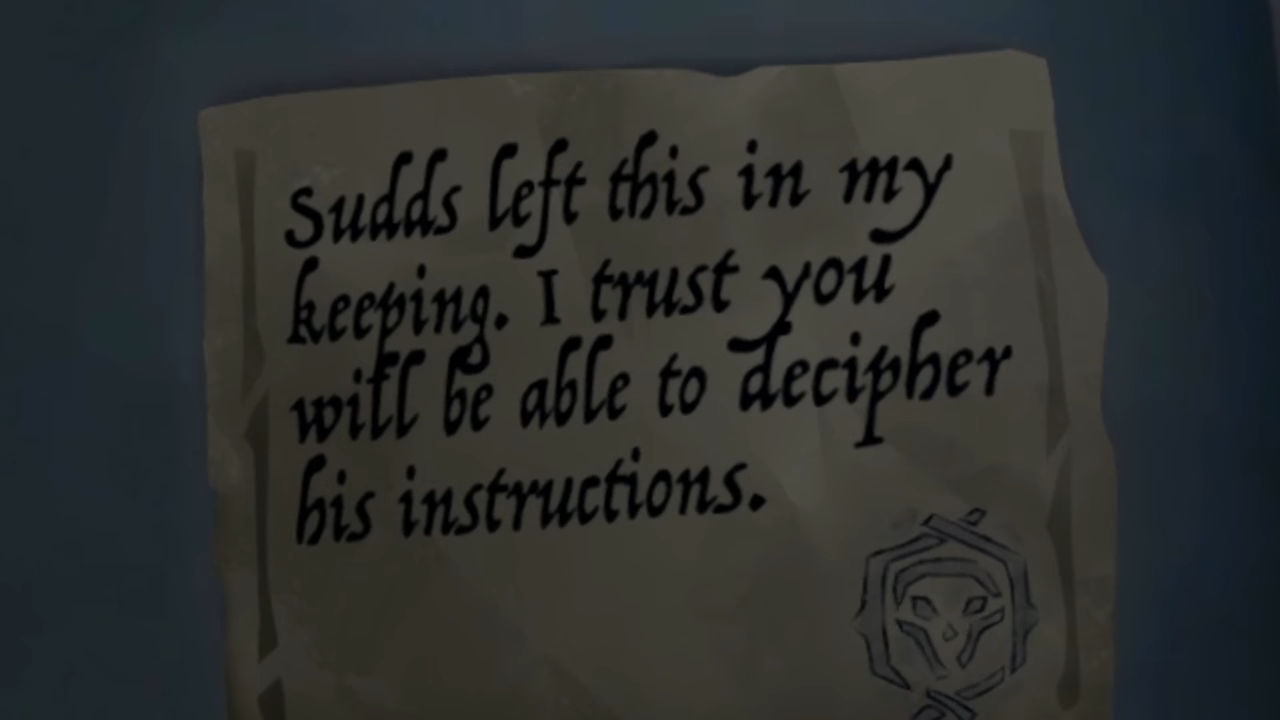 Sudds left this in my
keeping. I trust you
will be able to decipher
his instructions.